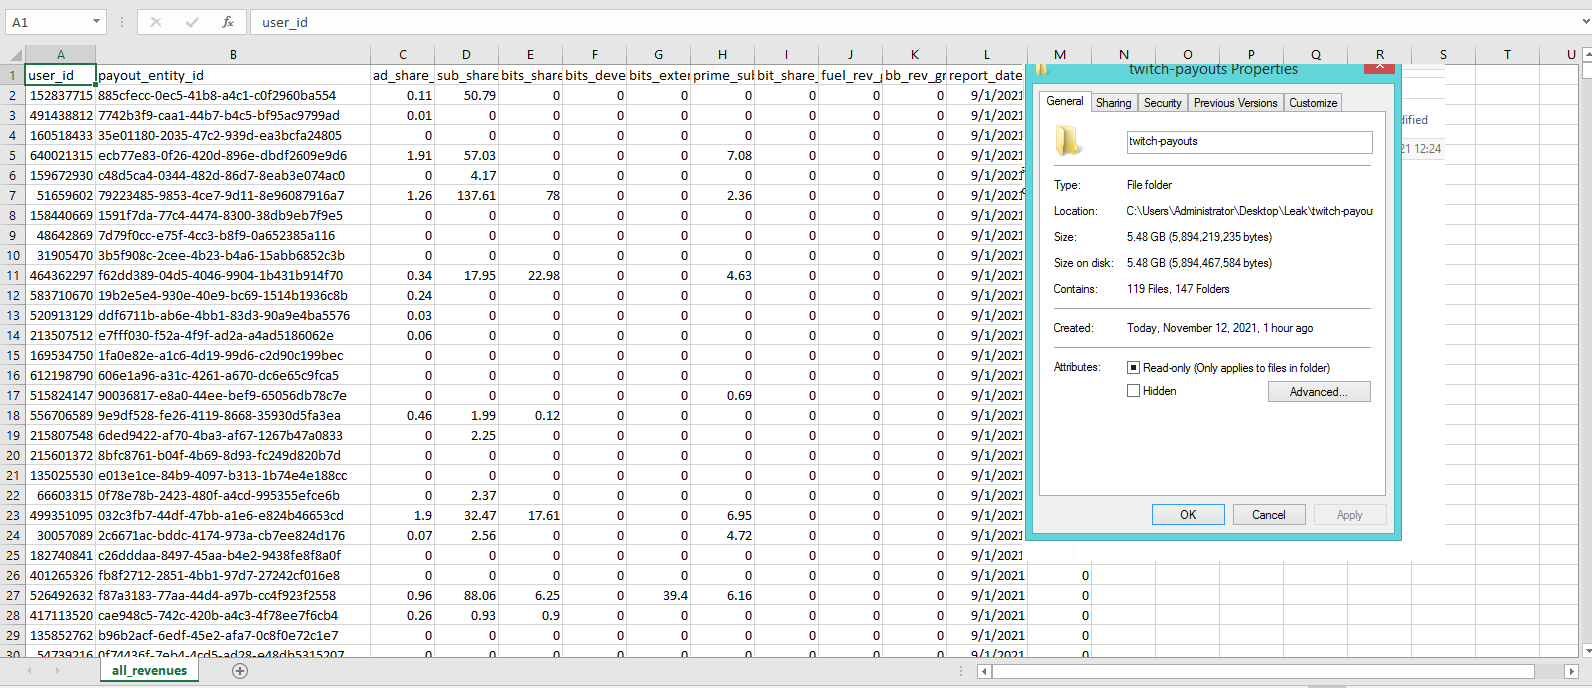 A1 fx user_id
A B C D E F G H I J K L M N O P Q R S T U
1 user_id payout_entity_id ad_share_ sub_share bits_share bits_deve bits_exter prime_sub bit_share_ fuel_rev_ bb_rev_gr report_date
2 152837715 885cfecc-0ec5-41b8-a4c1-c0f2960ba554 0.11 50.79 0 0 0 0 0 0 0 9/1/2021
3 491438812 7742b3f9-caa1-44b7-b4c5-bf95ac9799ad 0.01 0 0 0 0 0 0 0 0 9/1/2021
4 160518433 35e01180-2035-47c2-939d-ea3bcfa24805 0 0 0 0 0 0 0 0 0 9/1/2021
5 640021315 ecb77e83-0f26-420d-896e-dbdf2609e9d6 1.91 57.03 0 0 0 7.08 0 0 0 9/1/2021
6 159672930 c48d5ca4-0344-482d-86d7-8eab3e074ac0 0 4.17 0 0 0 0 0 0 0 9/1/2021
7 51659602 79223485-9853-4ce7-9d11-8e96087916a7 1.26 137.61 78 0 0 2.36 0 0 0 9/1/2021
8 158440669 1591f7da-77c4-4474-8300-38db9eb7f9e5 0 0 0 0 0 0 0 0 0 9/1/2021
9 48642869 7d79f0cc-e75f-4cc3-b8f9-0a652385a116 0 0 0 0 0 0 0 0 0 9/1/2021
10 31905470 3b5f908c-2cee-4b23-b4a6-15abb6852c3b 0 0 0 0 0 0 0 0 0 9/1/2021
11 464362297 f62dd389-04d5-4046-9904-1b431b914f70 0.34 17.95 22.98 0 0 4.63 0 0 0 9/1/2021
12 583710670 19b2e5e4-930e-40e9-bc69-1514b1936c8b 0.24 0 0 0 0 0 0 0 0 9/1/2021
13 520913129 ddf6711b-ab6e-4bb1-83d3-90a9e4ba5576 0.03 0 0 0 0 0 0 0 0 9/1/2021
14 213507512 e7fff030-f52a-4f9f-ad2a-a4ad5186062e 0.06 0 0 0 0 0 0 0 0 9/1/2021
15 169534750 1fa0e82e-a1c6-4d19-99d6-c2d90c199bec 0 0 0 0 0 0 0 0 0 9/1/2021
16 612198790 606e1a96-a31c-4261-a670-dc6e65c9fca5 0 0 0 0 0 0 0 0 0 9/1/2021
17 515824147 90036817-e8a0-44ee-bef9-65056db78c7e 0 0 0 0 0 0.69 0 0 0 9/1/2021
18 556706589 9e9df528-fe26-4119-8668-35930d5fa3ea 0.46 1.99 0.12 0 0 0 0 0 0 9/1/2021
19 215807548 6ded9422-af70-4ba3-af67-1267b47a0833 0 2.25 0 0 0 0 0 0 0 9/1/2021
20 215601372 8bfc8761-b04f-4b69-8d93-fc249d820b7d 0 0 0 0 0 0 0 0 0 9/1/2021
21 135025530 e013e1ce-84b9-4097-b313-1b74e4e188cc 0 0 0 0 0 0 0 0 0 9/1/2021
22 66603315 0f78e78b-2423-480f-a4cd-995355efce6b 0 2.37 0 0 0 0 0 0 0 9/1/2021
23 499351095 032c3fb7-44df-47bb-a1e6-e824b46653cd 1.9 32.47 17.61 0 0 6.95 0 0 0 9/1/2021
24 30057089 2c6671ac-bddc-4174-973a-cb7ee824d176 0.07 2.56 0 0 0 4.72 0 0 0 9/1/2021
25 182740841 c26dddaa-8497-45aa-b4e2-9438fe8f8a0f 0 0 0 0 0 0 0 0 0 9/1/2021
26 401265326 fb8f2712-2851-4bb1-97d7-27242cf016e8 0 0 0 0 0 0 0 0 0 9/1/2021 0
27 526492632 f87a3183-77aa-44d4-a97b-cc4f923f2558 0.96 88.06 6.25 0 39.4 6.16 0 0 0 9/1/2021 0
28 417113520 cae948c5-742c-420b-a4c3-4f78ee7f6cb4 0.26 0.93 0.9 0 0 0 0 0 0 9/1/2021 0
29 135852762 b96b2acf-6edf-45e2-afa7-0c8f0e72c1e7 0 0 0 0 0 0 0 0 0 9/1/2021 0
30 54739216 0f74436f-7eb4-4cd5-ad28-e48db5315207 0 0 0 0 0 0 0 0 0 9/1/2021 0
all_revenues
twitch-payouts Properties
General Sharing Security Previous Versions Customize
twitch-payouts
Type: File folder
Location: C:\Users\Administrator\Desktop\Leak\twitch-payout
Size: 5.48 GB (5,894,219,235 bytes)
Size on disk: 5.48 GB (5,894,467,584 bytes)
Contains: 119 Files, 147 Folders
Created: Today, November 12, 2021, 1 hour ago
Attributes: Read-only (Only applies to files in folder)
Hidden
Advanced...
OK Cancel Apply
dified
21 12:24